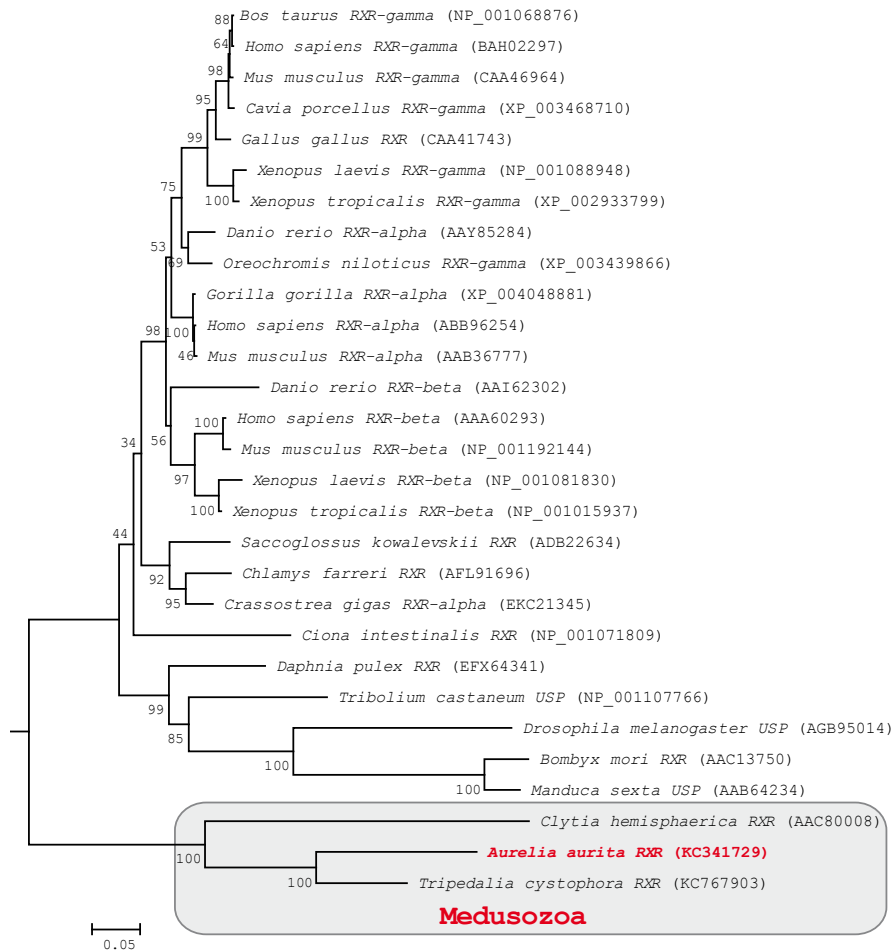 88
Bos taurus RXR-gamma (NP_001068876)
64
Homo sapiens RXR-gamma (BAH02297)
98
Mus musculus RXR-gamma (CAA46964)
95
Cavia porcellus RXR-gamma (XP_003468710)
99
Gallus gallus RXR (CAA41743)
Xenopus laevis RXR-gamma (NP_001088948)
75
100
Xenopus tropicalis RXR-gamma (XP_002933799)
Danio rerio RXR-alpha (AAY85284)
53
69
Oreochromis niloticus RXR-gamma (XP_003439866)
Gorilla gorilla RXR-alpha (XP_004048881)
98
100
Homo sapiens RXR-alpha (ABB96254)
46
Mus musculus RXR-alpha (AAB36777)
Danio rerio RXR-beta (AAI62302)
100
Homo sapiens RXR-beta (AAA60293)
34
56
Mus musculus RXR-beta (NP_001192144)
97
Xenopus laevis RXR-beta (NP_001081830)
100
Xenopus tropicalis RXR-beta (NP_001015937)
44
Saccoglossus kowalevskii RXR (ADB22634)
92
Chlamys farreri RXR (AFL91696)
95
Crassostrea gigas RXR-alpha (EKC21345)
Ciona intestinalis RXR (NP_001071809)
Daphnia pulex RXR (EFX64341)
99
Tribolium castaneum USP (NP_001107766)
85
Drosophila melanogaster USP (AGB95014)
100
Bombyx mori RXR (AAC13750)
100
Manduca sexta USP (AAB64234)
Clytia hemisphaerica RXR (AAC80008)
100
Aurelia aurita RXR (KC341729)
100
Tripedalia cystophora RXR (KC767903)
Medusozoa
0.05